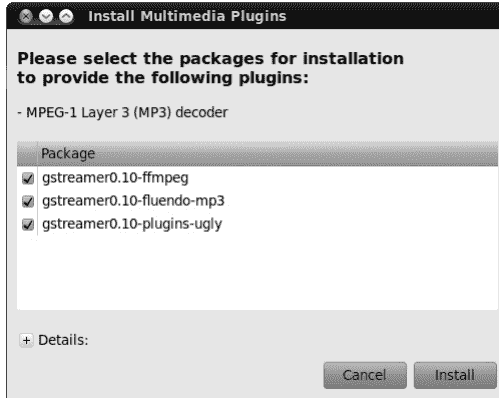 Install Multimedia Plugins
Please select the packages for installation
to provide the following plugins:
- MPEG-1 Layer 3 (MP3) decoder
Package
gstreamer0.10-ffmpeg
gstreamer0.10-fluendo-mp3
gstreamer0.10-plugins-ugly
Details:
Cancel Install